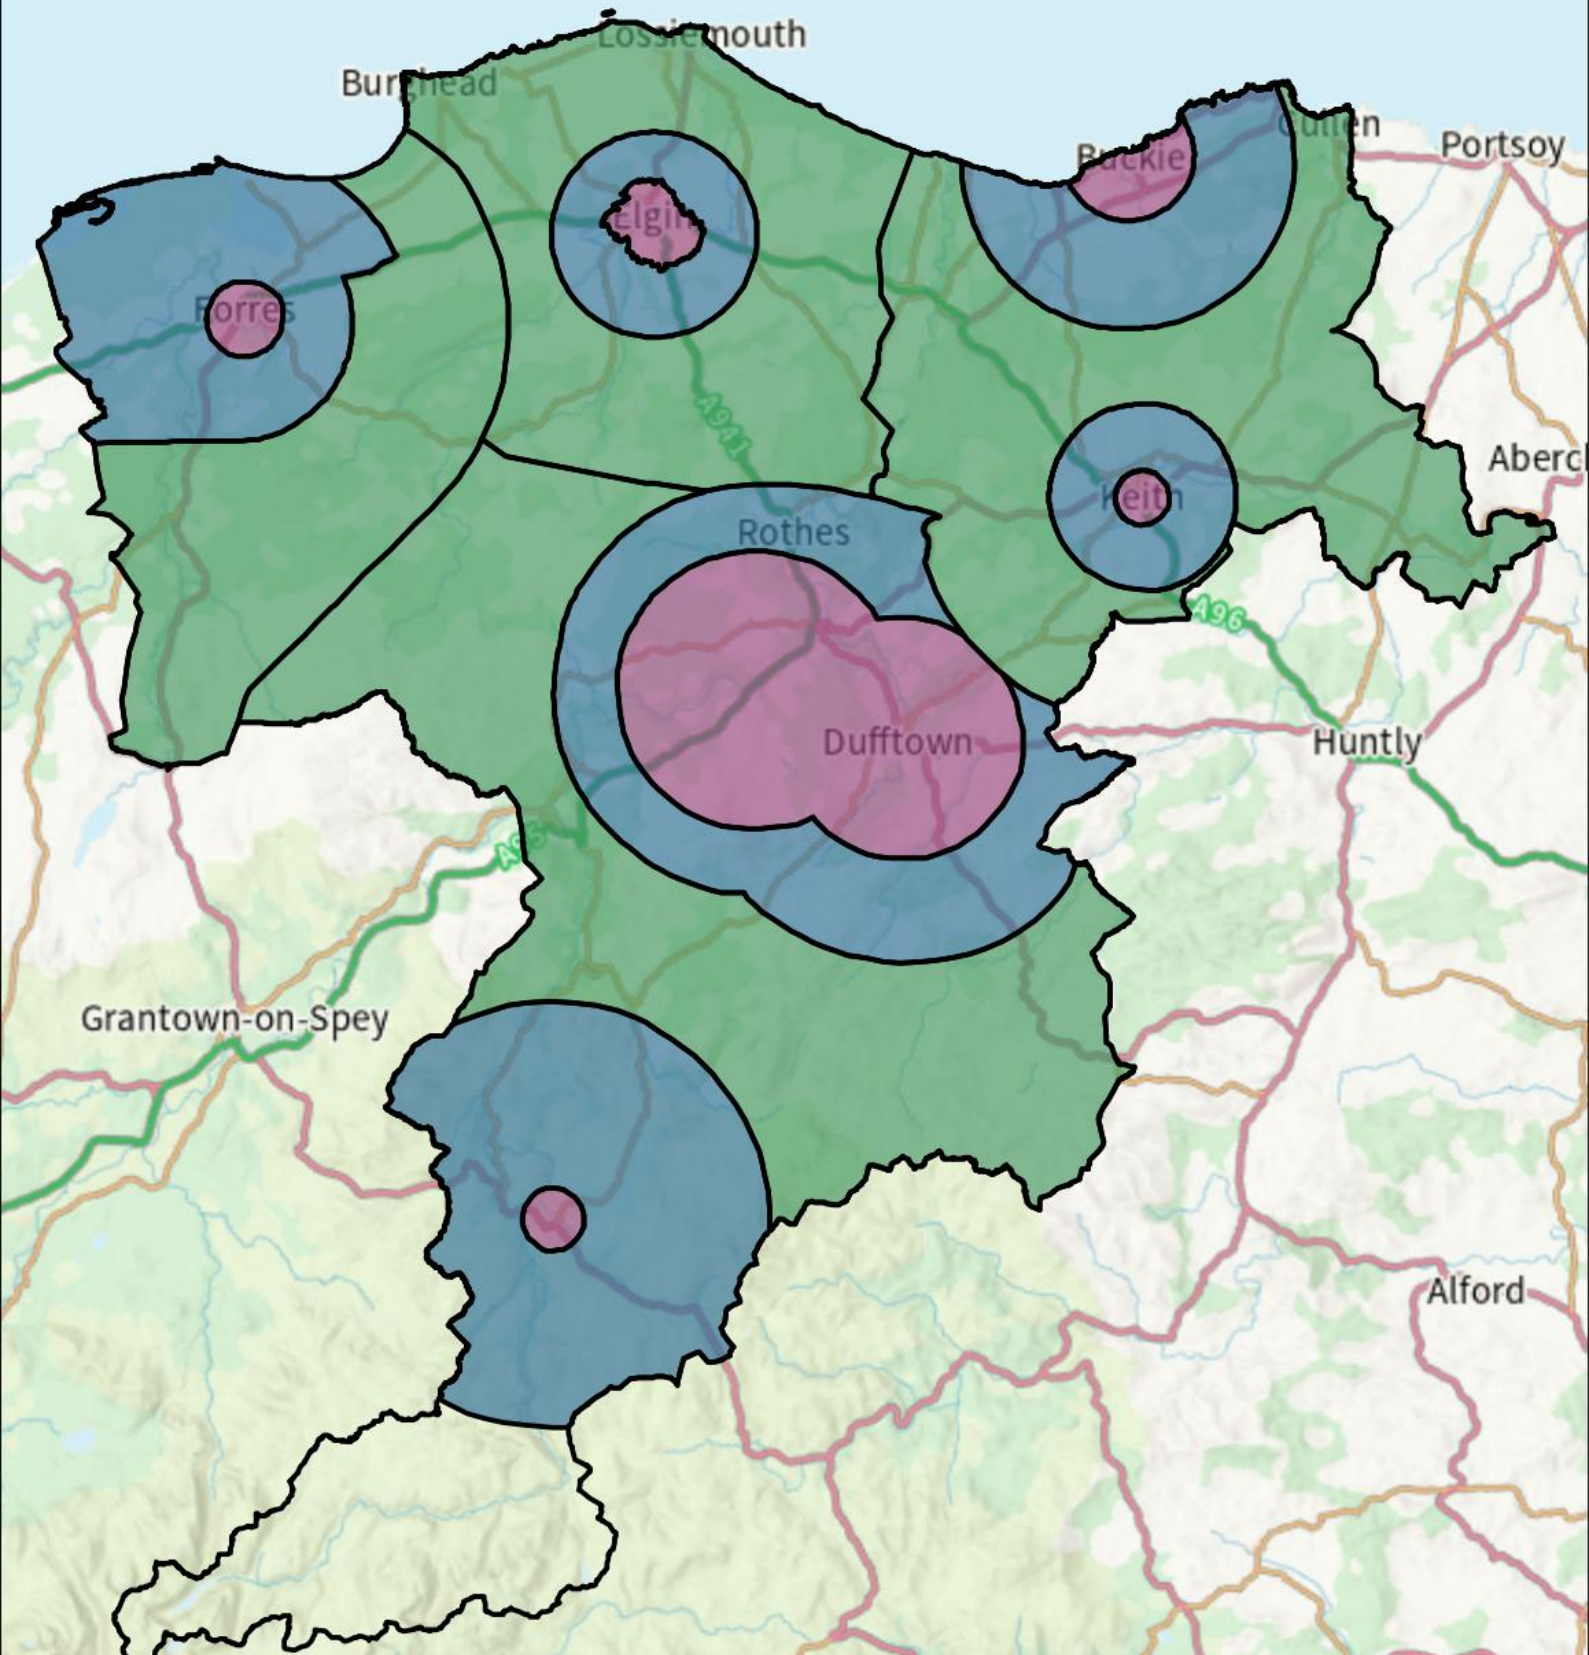 Lossiemouth
Burghead
Cullen
Portsoy
Buckie
Elgin
Forres
A941
Aberc
Keith
Rothes
A96
Dufftown
Huntly
A95
Grantown-on-Spey
Alford